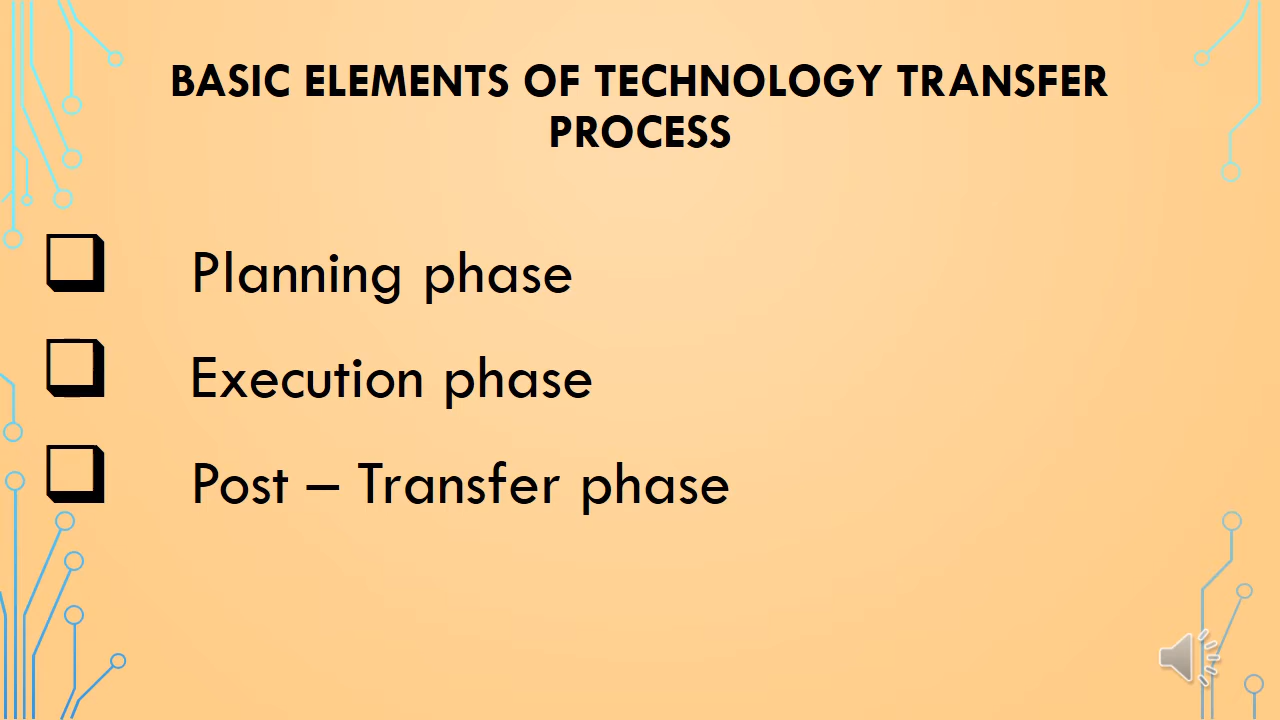 BASIC ELEMENTS OF TECHNOLOGY TRANSFER
PROCESS
Planning phase
Execution phase
Post – Transfer phase